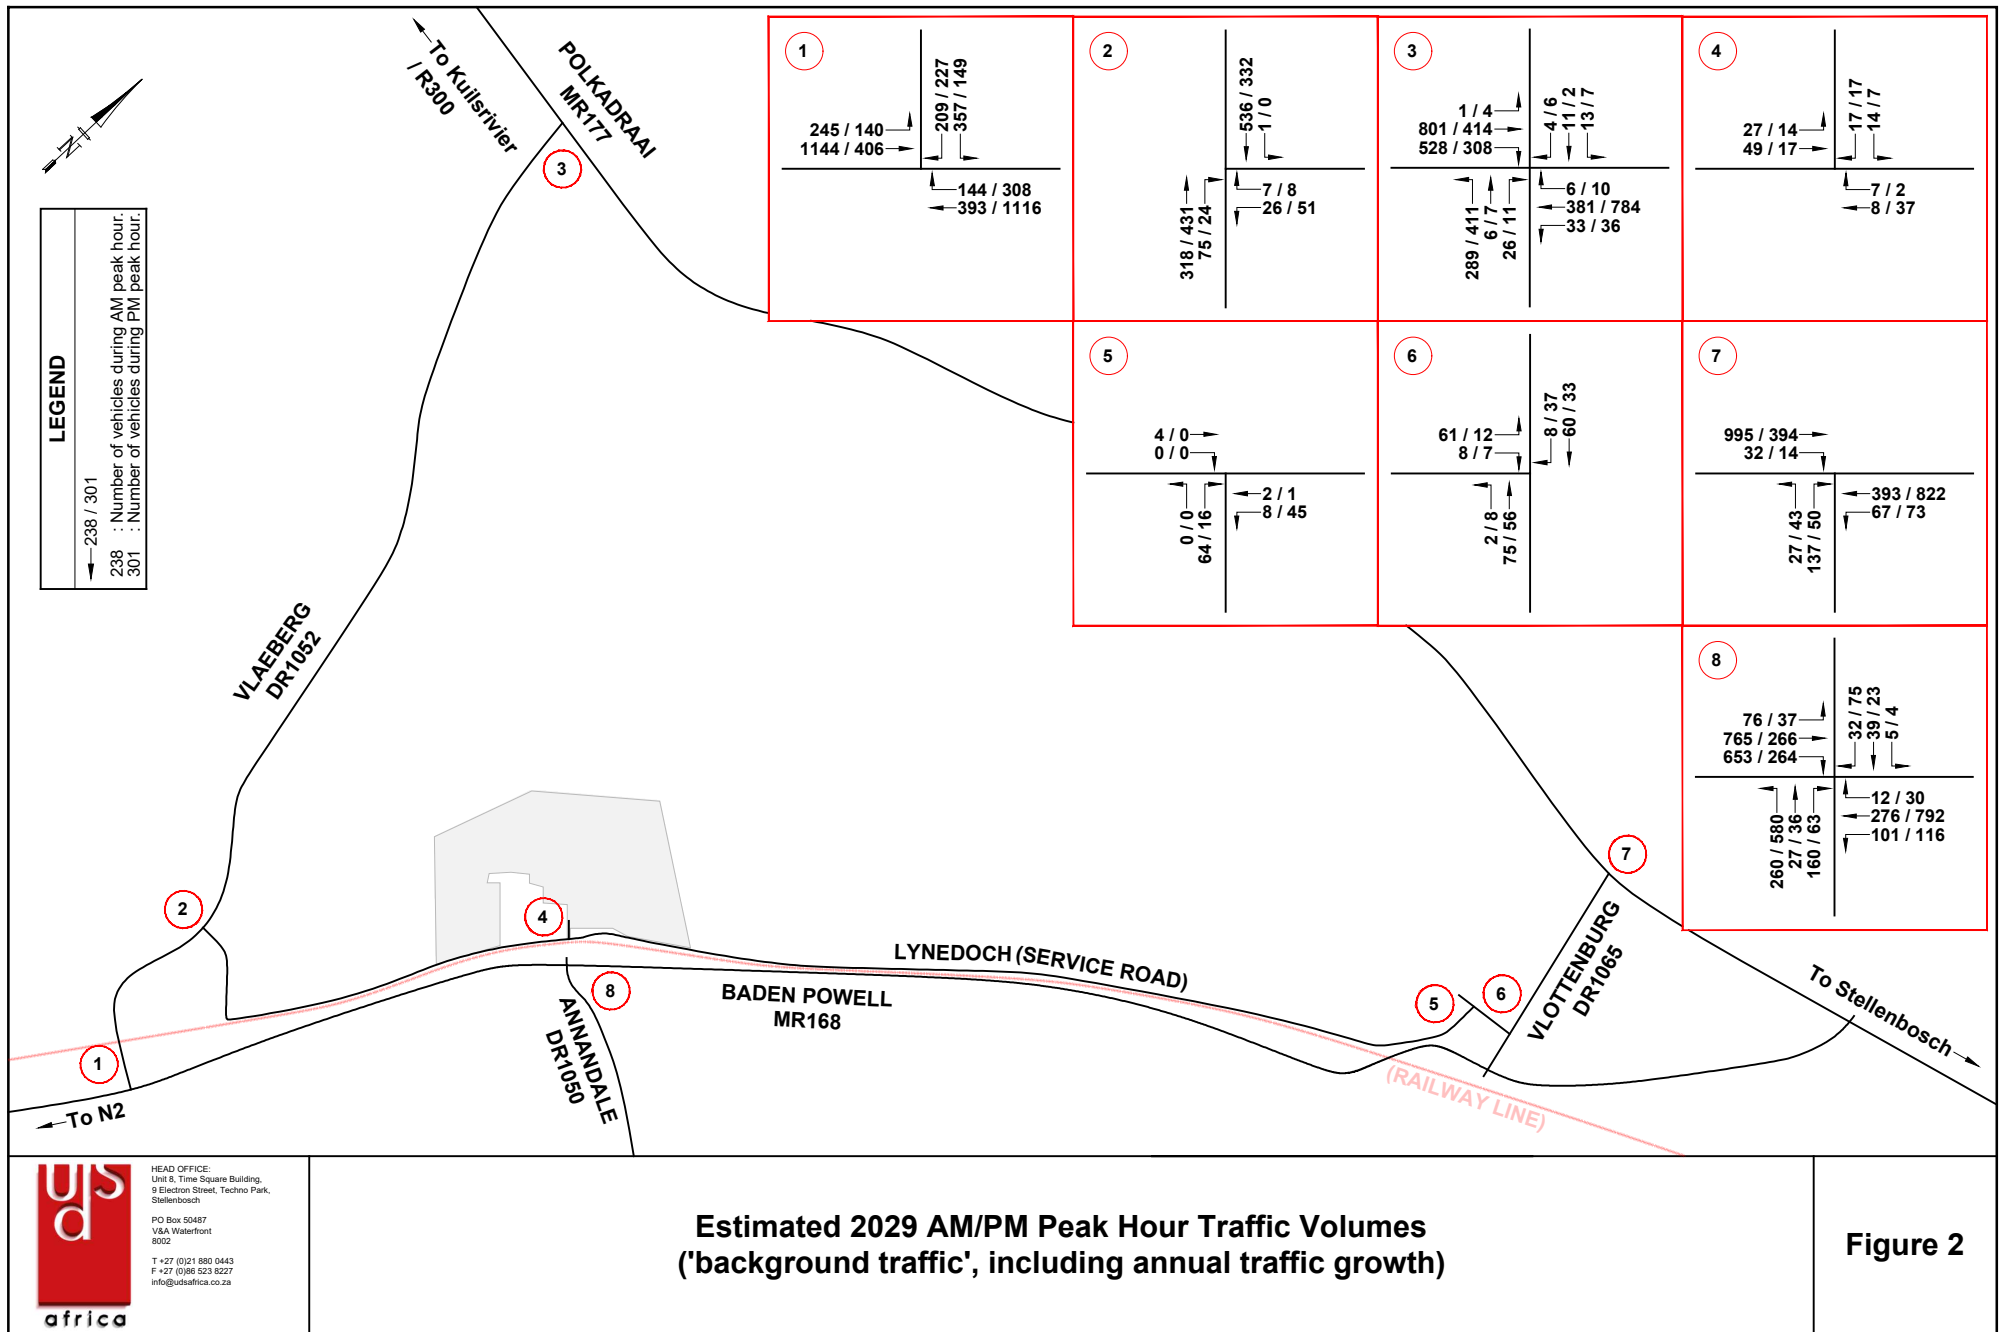 To Kuilsrivier
/ R300
POLKADRAAI
MR177
3
LEGEND
238 / 301
238 : Number of vehicles during AM peak hour.
301 : Number of vehicles during PM peak hour.
N
VLAEBERG
DR1052
1
245 / 140
1144 / 406
209 / 227
357 / 149
144 / 308
393 / 1116
2
536 / 332
1 / 0
318 / 431
75 / 24
7 / 8
26 / 51
3
1 / 4
801 / 414
528 / 308
4 / 6
11 / 2
13 / 7
289 / 411
6 / 7
26 / 11
6 / 10
381 / 784
33 / 36
4
27 / 14
49 / 17
17 / 17
14 / 7
7 / 2
8 / 37
5
4 / 0
0 / 0
0 / 0
64 / 16
2 / 1
8 / 45
6
61 / 12
8 / 7
8 / 37
60 / 33
2 / 8
75 / 56
7
995 / 394
32 / 14
27 / 43
137 / 50
393 / 822
67 / 73
8
76 / 37
765 / 266
653 / 264
32 / 75
39 / 23
5 / 4
260 / 580
27 / 36
160 / 63
12 / 30
276 / 792
101 / 116
2
4
7
LYNEDOCH (SERVICE ROAD)
8
BADEN POWELL
MR168
ANNANDALE
DR1050
5
6
VLOTTENBURG
DR1065
To Stellenbosch
1
To N2
(RAILWAY LINE)
uds
africa
HEAD OFFICE:
Unit 8, Time Square Building,
9 Electron Street, Techno Park,
Stellenbosch
PO Box 50487
V&A Waterfront
8002
T +27 (0)21 880 0443
F +27 (0)86 523 8227
info@udsafrica.co.za
Estimated 2029 AM/PM Peak Hour Traffic Volumes
('background traffic', including annual traffic growth)
Figure 2